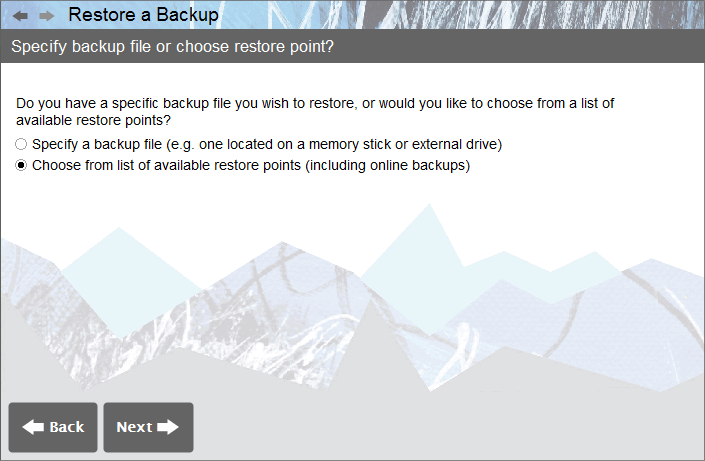 Restore a Backup
Specify backup file or choose restore point?
Do you have a specific backup file you wish to restore, or would you like to choose from a list of
available restore points?
Specify a backup file (e.g. one located on a memory stick or external drive)
Choose from list of available restore points (including online backups)
Back Next